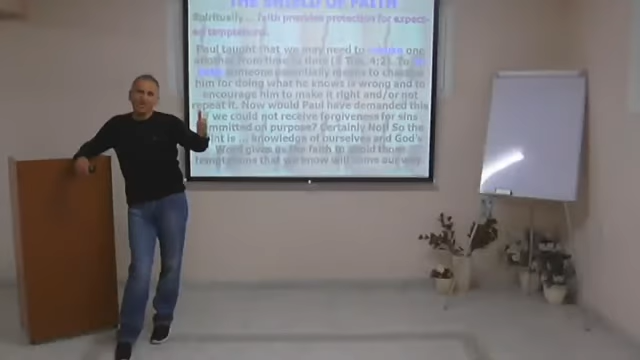 THE SHIELD OF FAITH
Spiritually ... faith provides protection for expect-
ed temptations.
Paul taught that we may need to one
another from time to time (2 Tim. 4:2). To
someone essentially means to
him for doing what he knows is wrong and to
encourage him to make it right and/or not
repeat it. Now would Paul have demanded this
if we could not receive forgiveness for sins
committed on purpose? Certainly Not! So the
point is ... knowledge of ourselves and God's
Word gives us the faith to avoid those
temptations that we know will come our way.